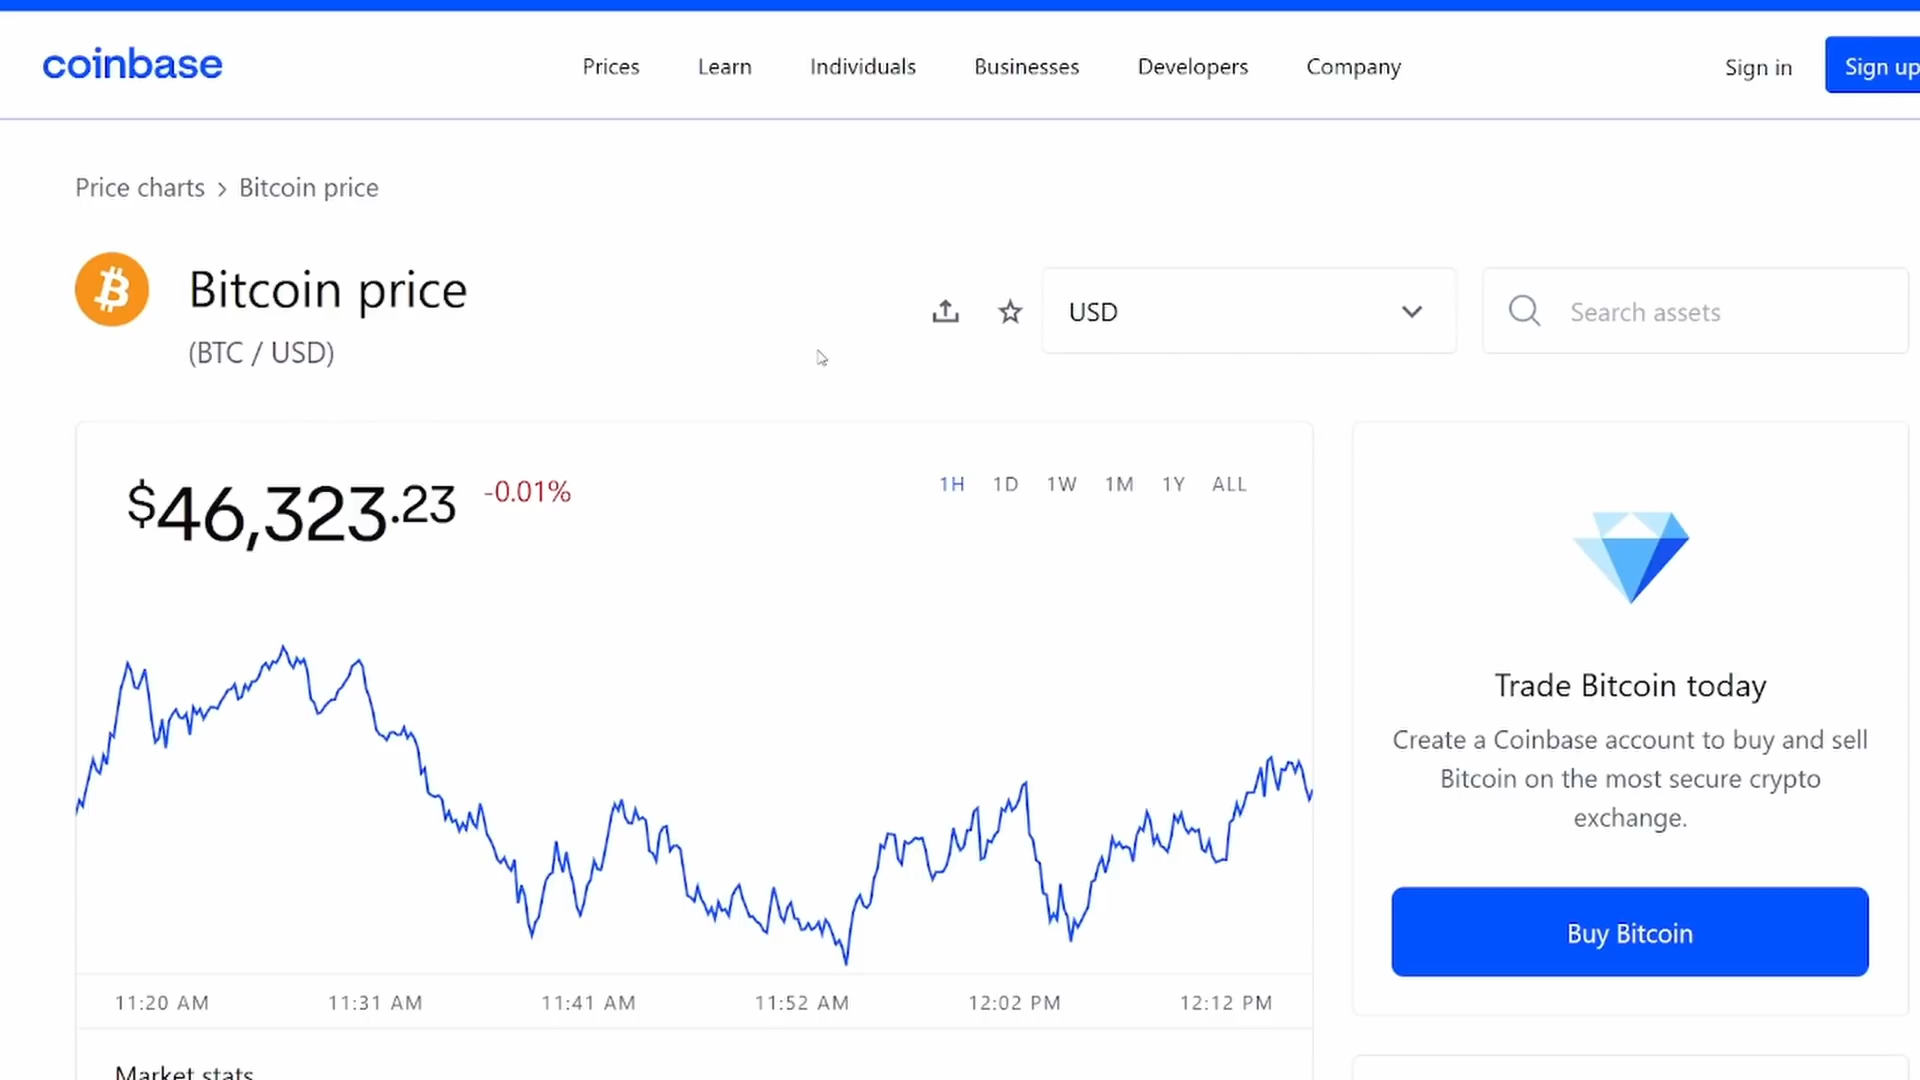 coinbase
Prices Learn Individuals Businesses Developers Company
Sign in Sign up
Price charts > Bitcoin price
Bitcoin price
(BTC / USD)
USD
Search assets
$46,323.23 -0.01%
1H 1D 1W 1M 1Y ALL
Trade Bitcoin today
Create a Coinbase account to buy and sell
Bitcoin on the most secure crypto
exchange.
Buy Bitcoin
11:20 AM 11:31 AM 11:41 AM 11:52 AM 12:02 PM 12:12 PM
Market stats